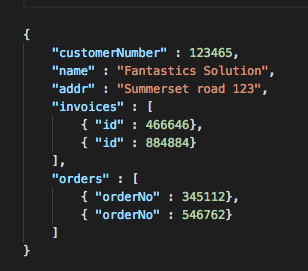 {
    "customerNumber" : 123465,
    "name" : "Fantastics Solution",
    "addr" : "Summerset road 123",
    "invoices" : [
        { "id" : 466646},
        { "id" : 884884}
    ],
    "orders" : [
        { "orderNo" : 345112},
        { "orderNo" : 546762}
    ]
}